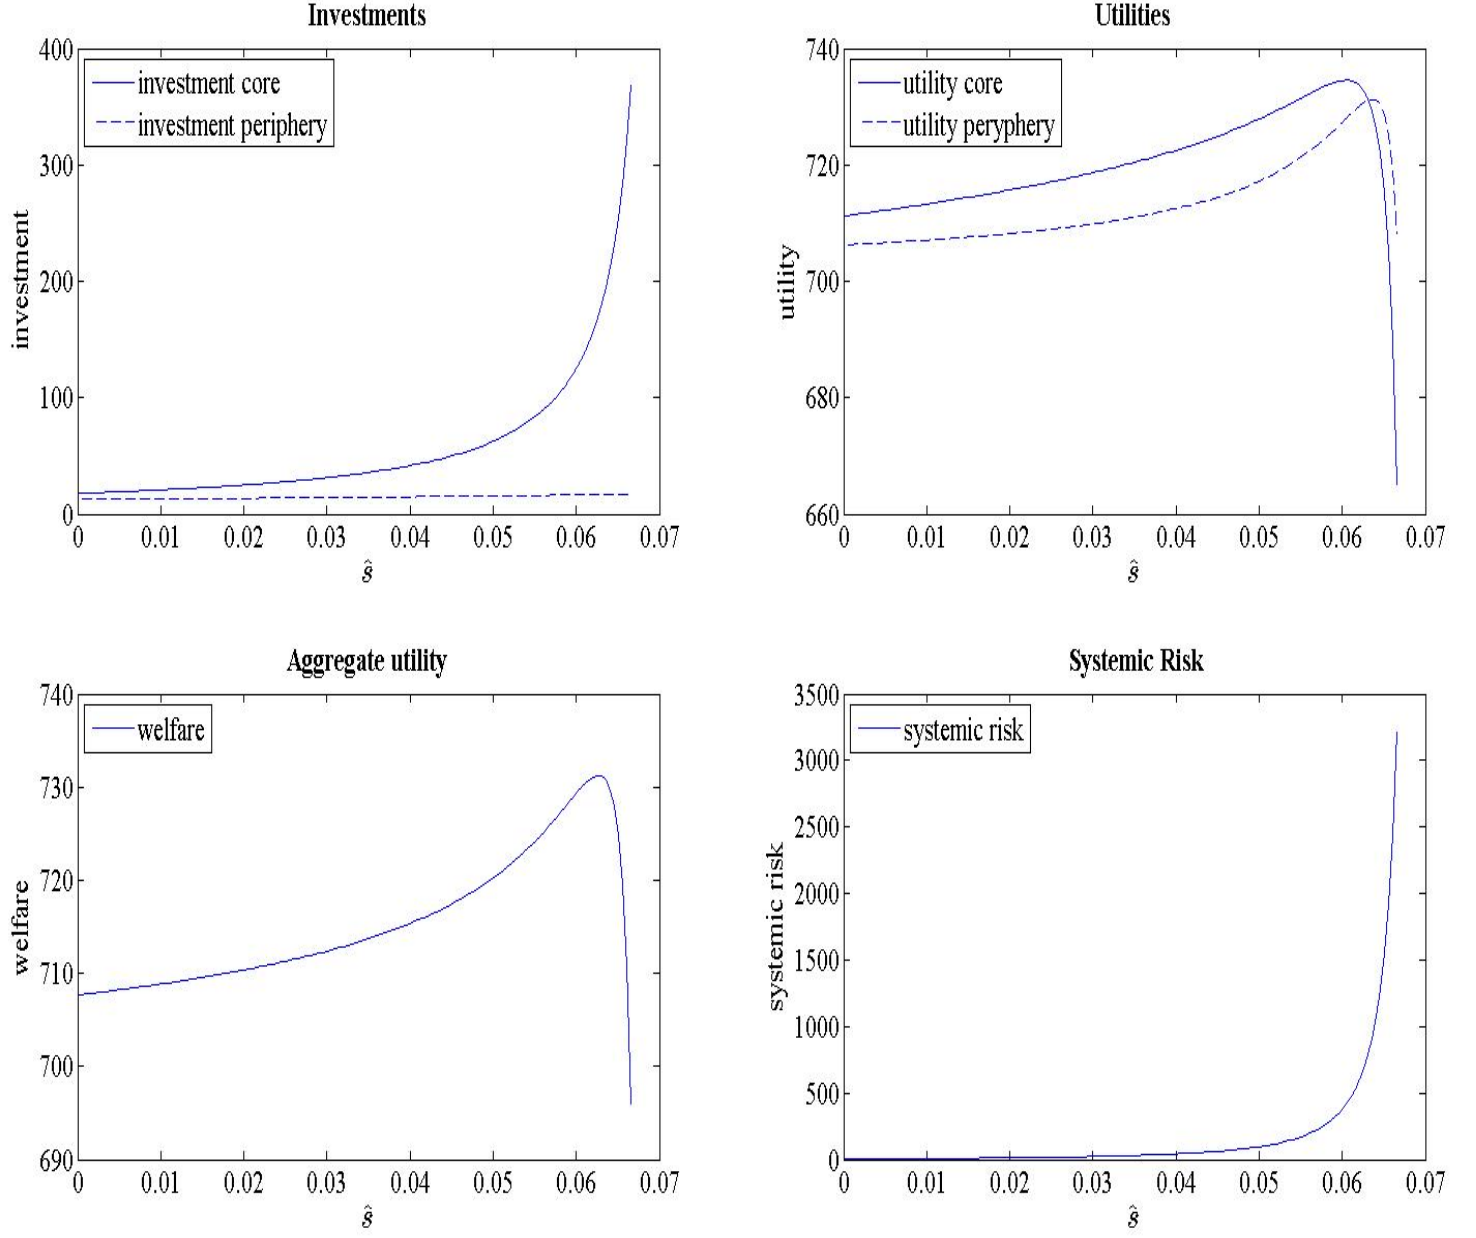 Investments
400
300
200
100
0
investment
investment core
investment periphery
0 0.01 0.02 0.03 0.04 0.05 0.06 0.07
ŝ
Utilities
740
720
700
680
660
utility
utility core
utility peryphery
0 0.01 0.02 0.03 0.04 0.05 0.06 0.07
ŝ
Aggregate utility
740
730
720
710
700
690
welfare
welfare
0 0.01 0.02 0.03 0.04 0.05 0.06 0.07
ŝ
Systemic Risk
3500
3000
2500
2000
1500
1000
500
0
systemic risk
systemic risk
0 0.01 0.02 0.03 0.04 0.05 0.06 0.07
ŝ